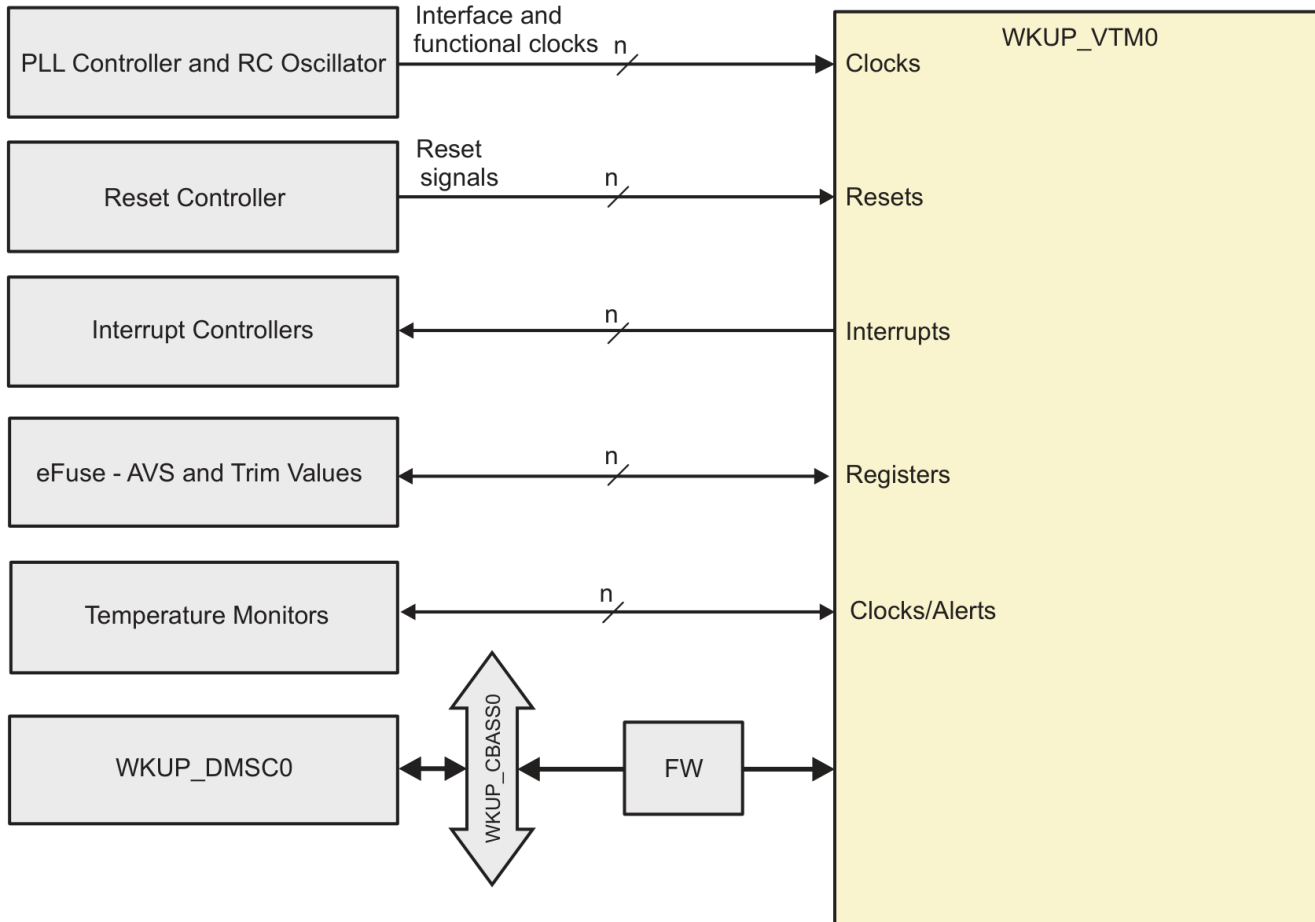 Interface and
functional clocks
n
WKUP_VTM0
PLL Controller and RC Oscillator
Clocks
Reset
signals
n
Reset Controller
Resets
n
Interrupt Controllers
Interrupts
n
eFuse - AVS and Trim Values
Registers
n
Temperature Monitors
Clocks/Alerts
WKUP_DMSC0
WKUP_CBASS0
FW